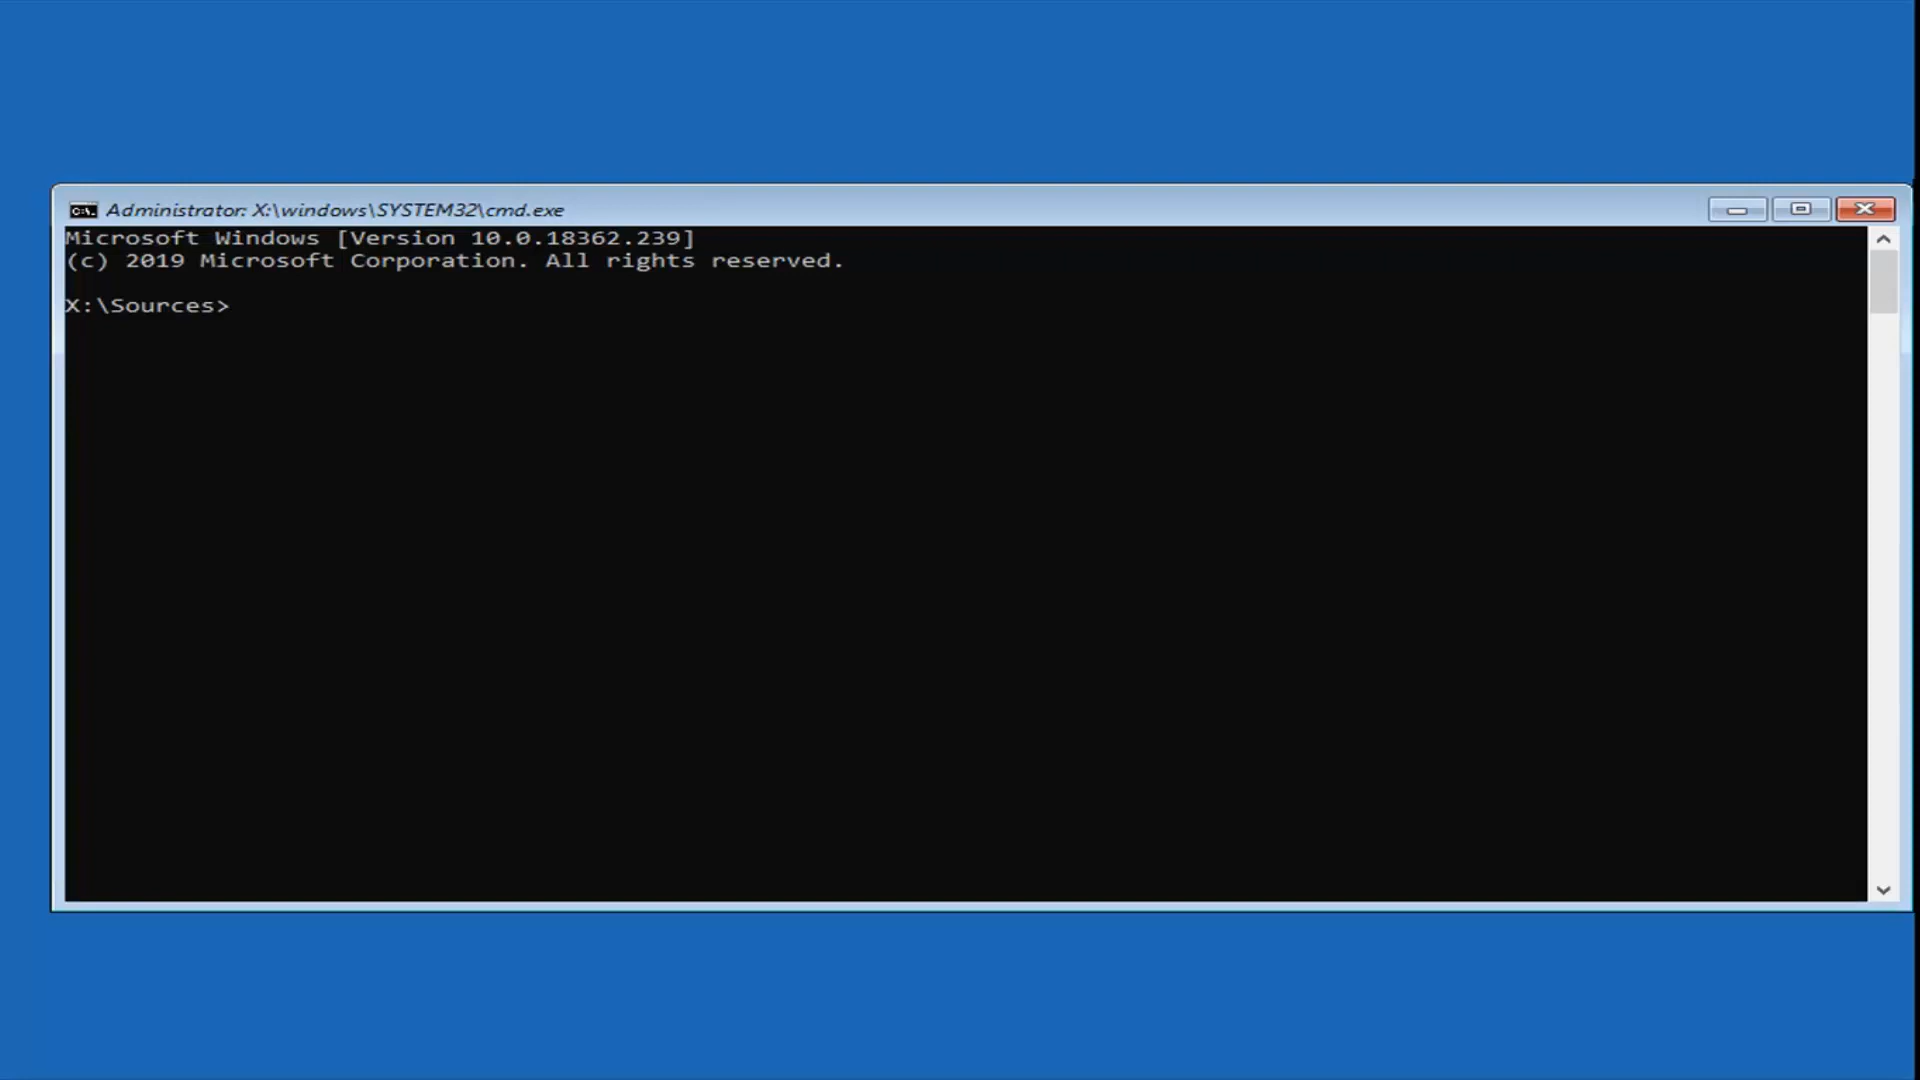 Administrator: X:\windows\SYSTEM32\cmd.exe
Microsoft Windows [Version 10.0.18362.239]
(c) 2019 Microsoft Corporation. All rights reserved.
X:\Sources>